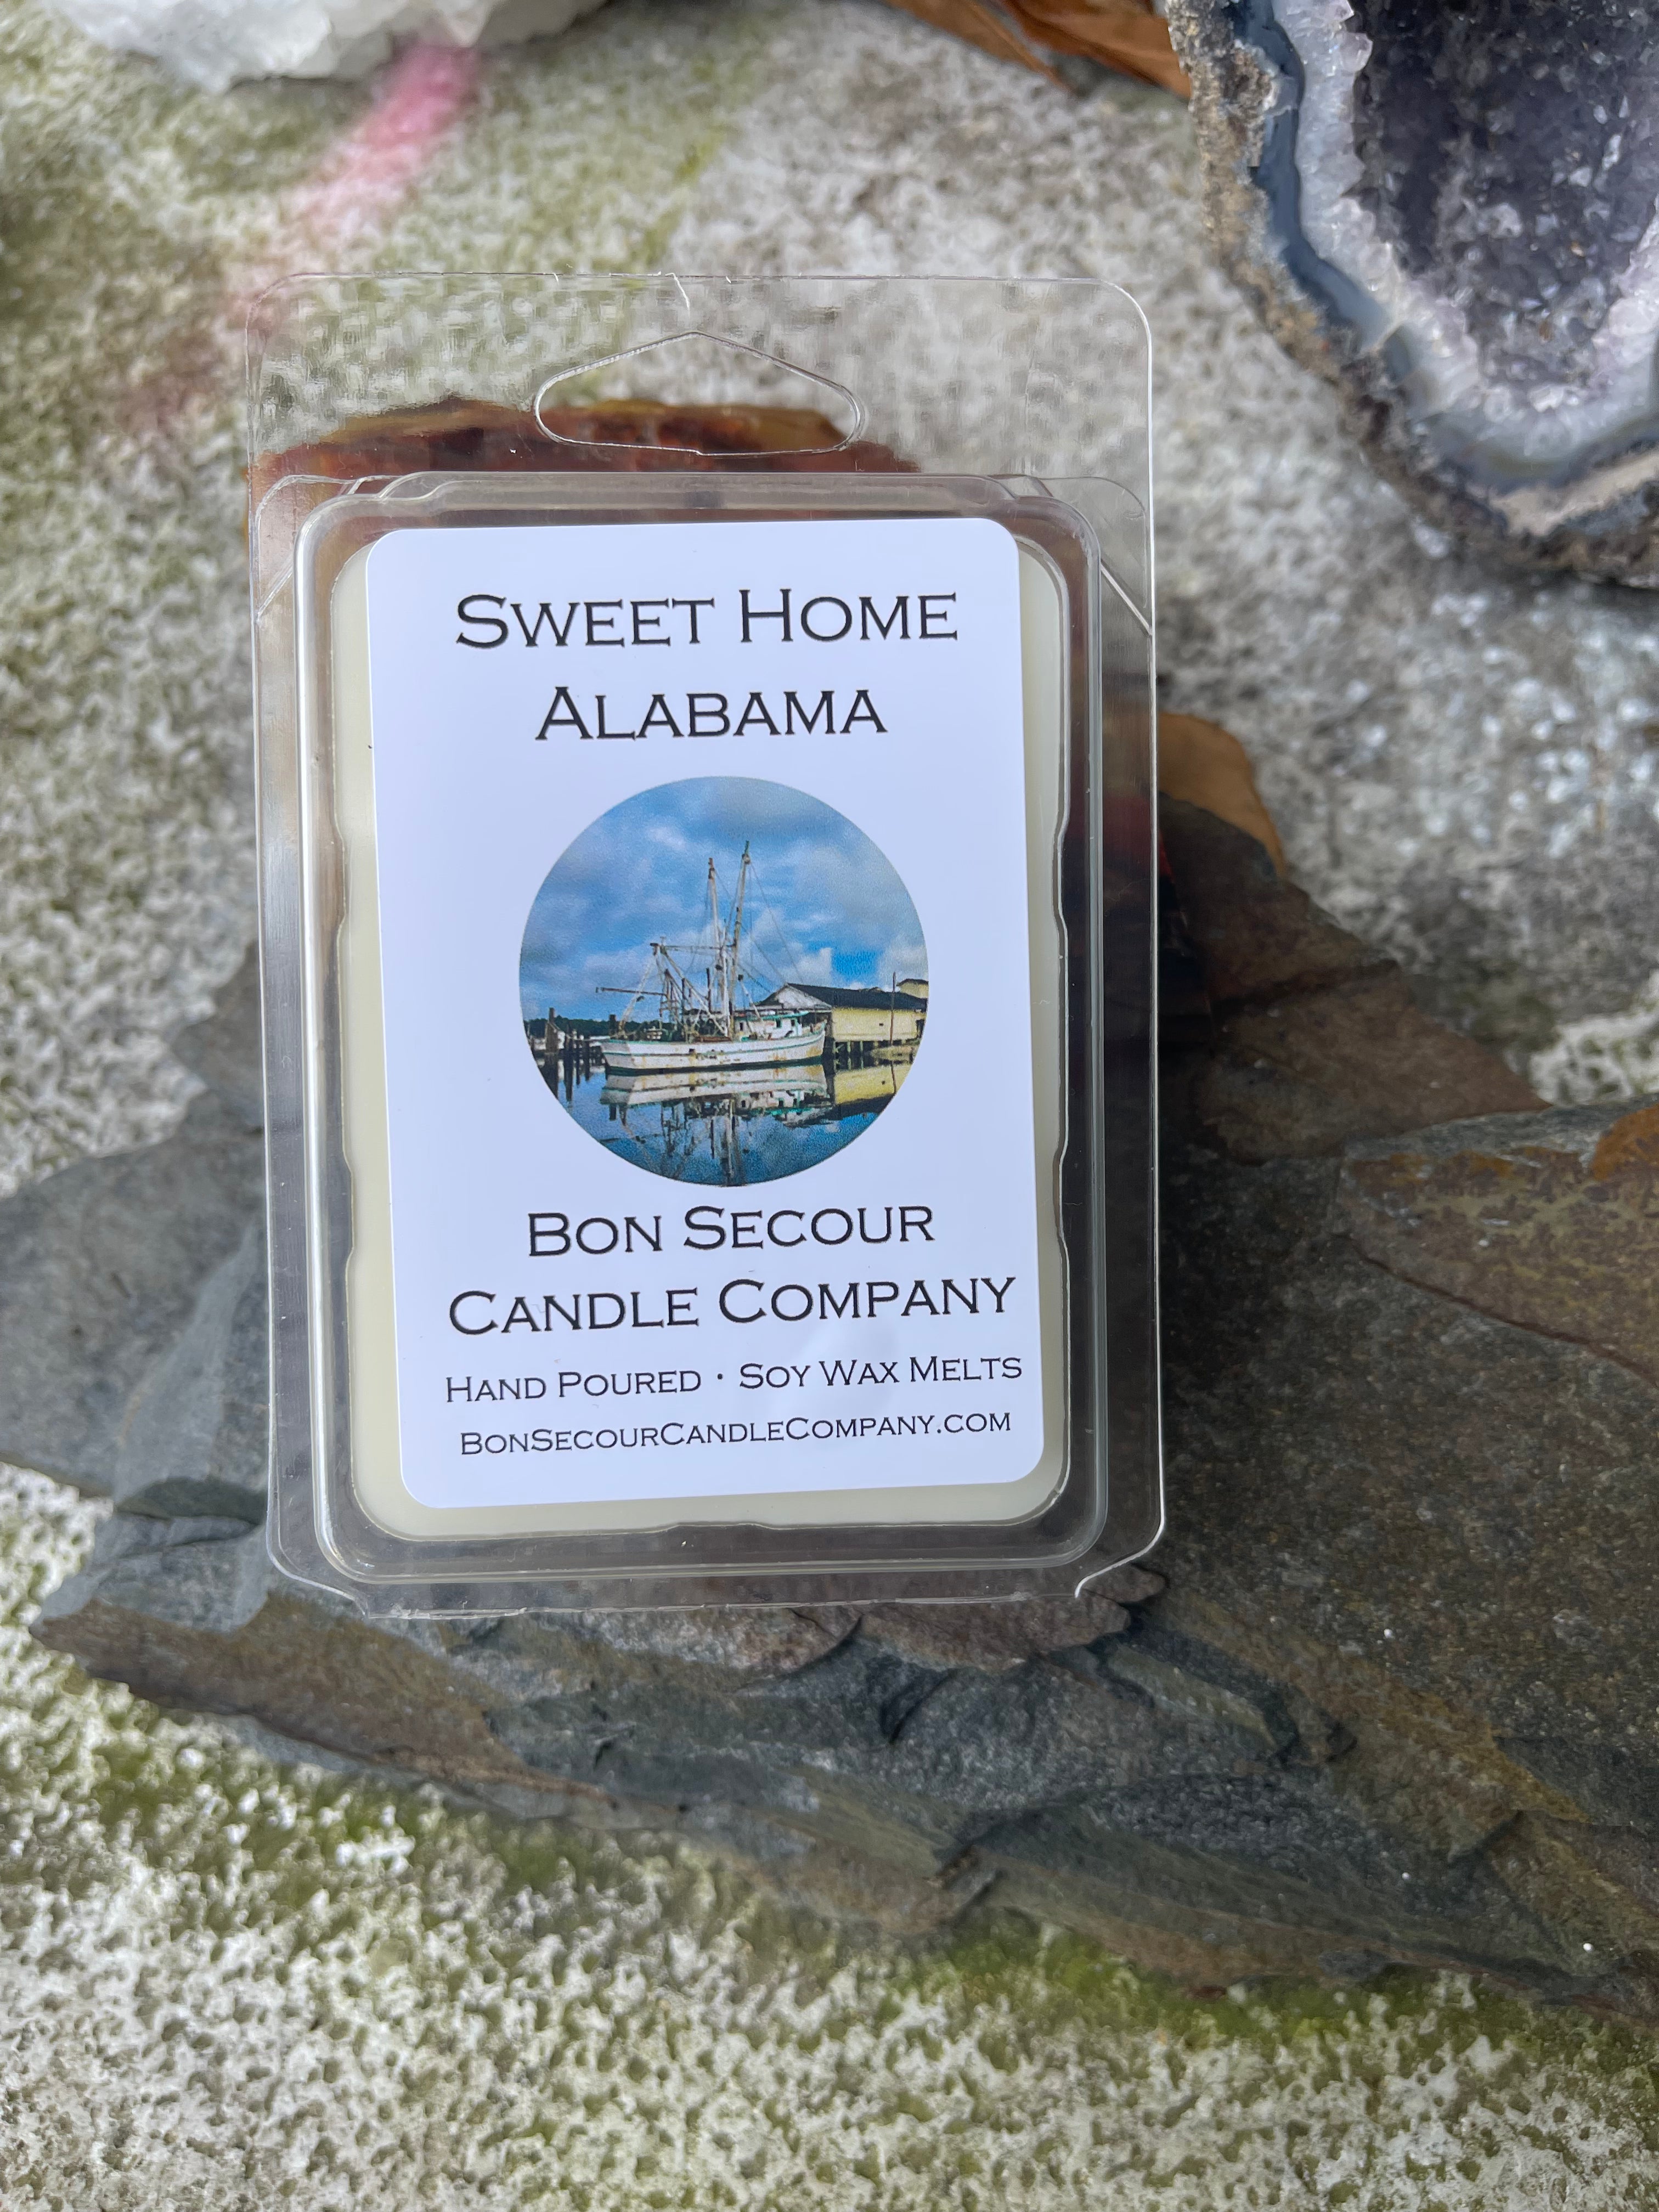 Sweet Home
Alabama
Bon Secour
Candle Company
Hand Poured · Soy Wax Melts
BonSecourCandleCompany.com